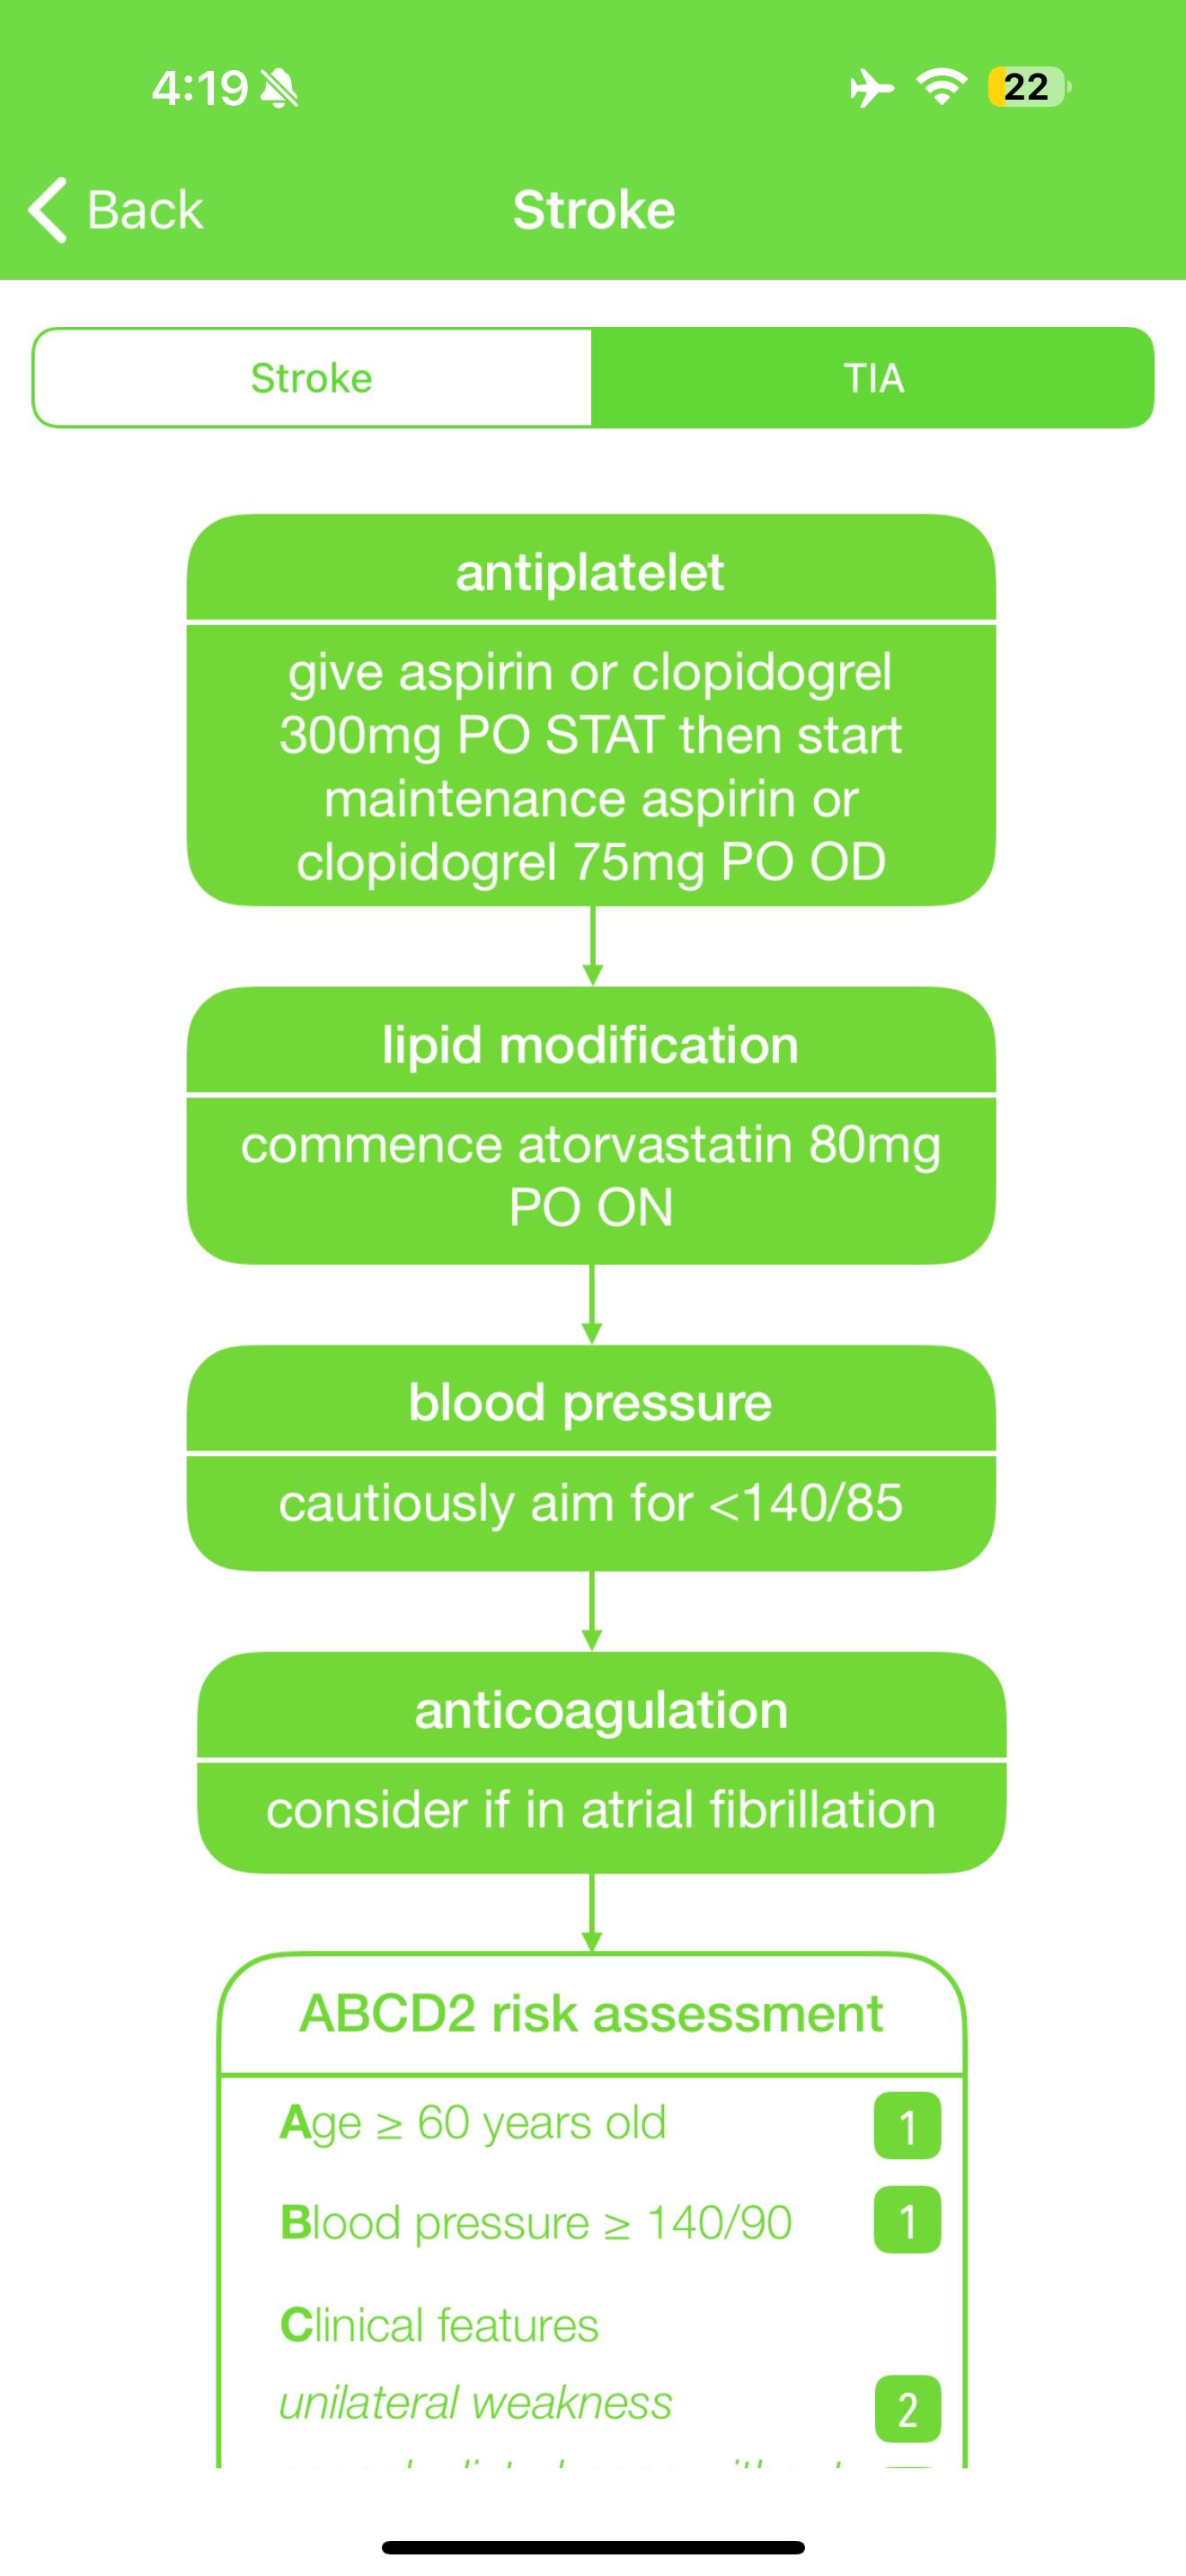 4:19
22
Back
Stroke
Stroke
TIA
antiplatelet
give aspirin or clopidogrel
300mg PO STAT then start
maintenance aspirin or
clopidogrel 75mg PO OD
lipid modification
commence atorvastatin 80mg
PO ON
blood pressure
cautiously aim for <140/85
anticoagulation
consider if in atrial fibrillation
ABCD2 risk assessment
Age ≥ 60 years old 1
Blood pressure ≥ 140/90 1
Clinical features
unilateral weakness 2